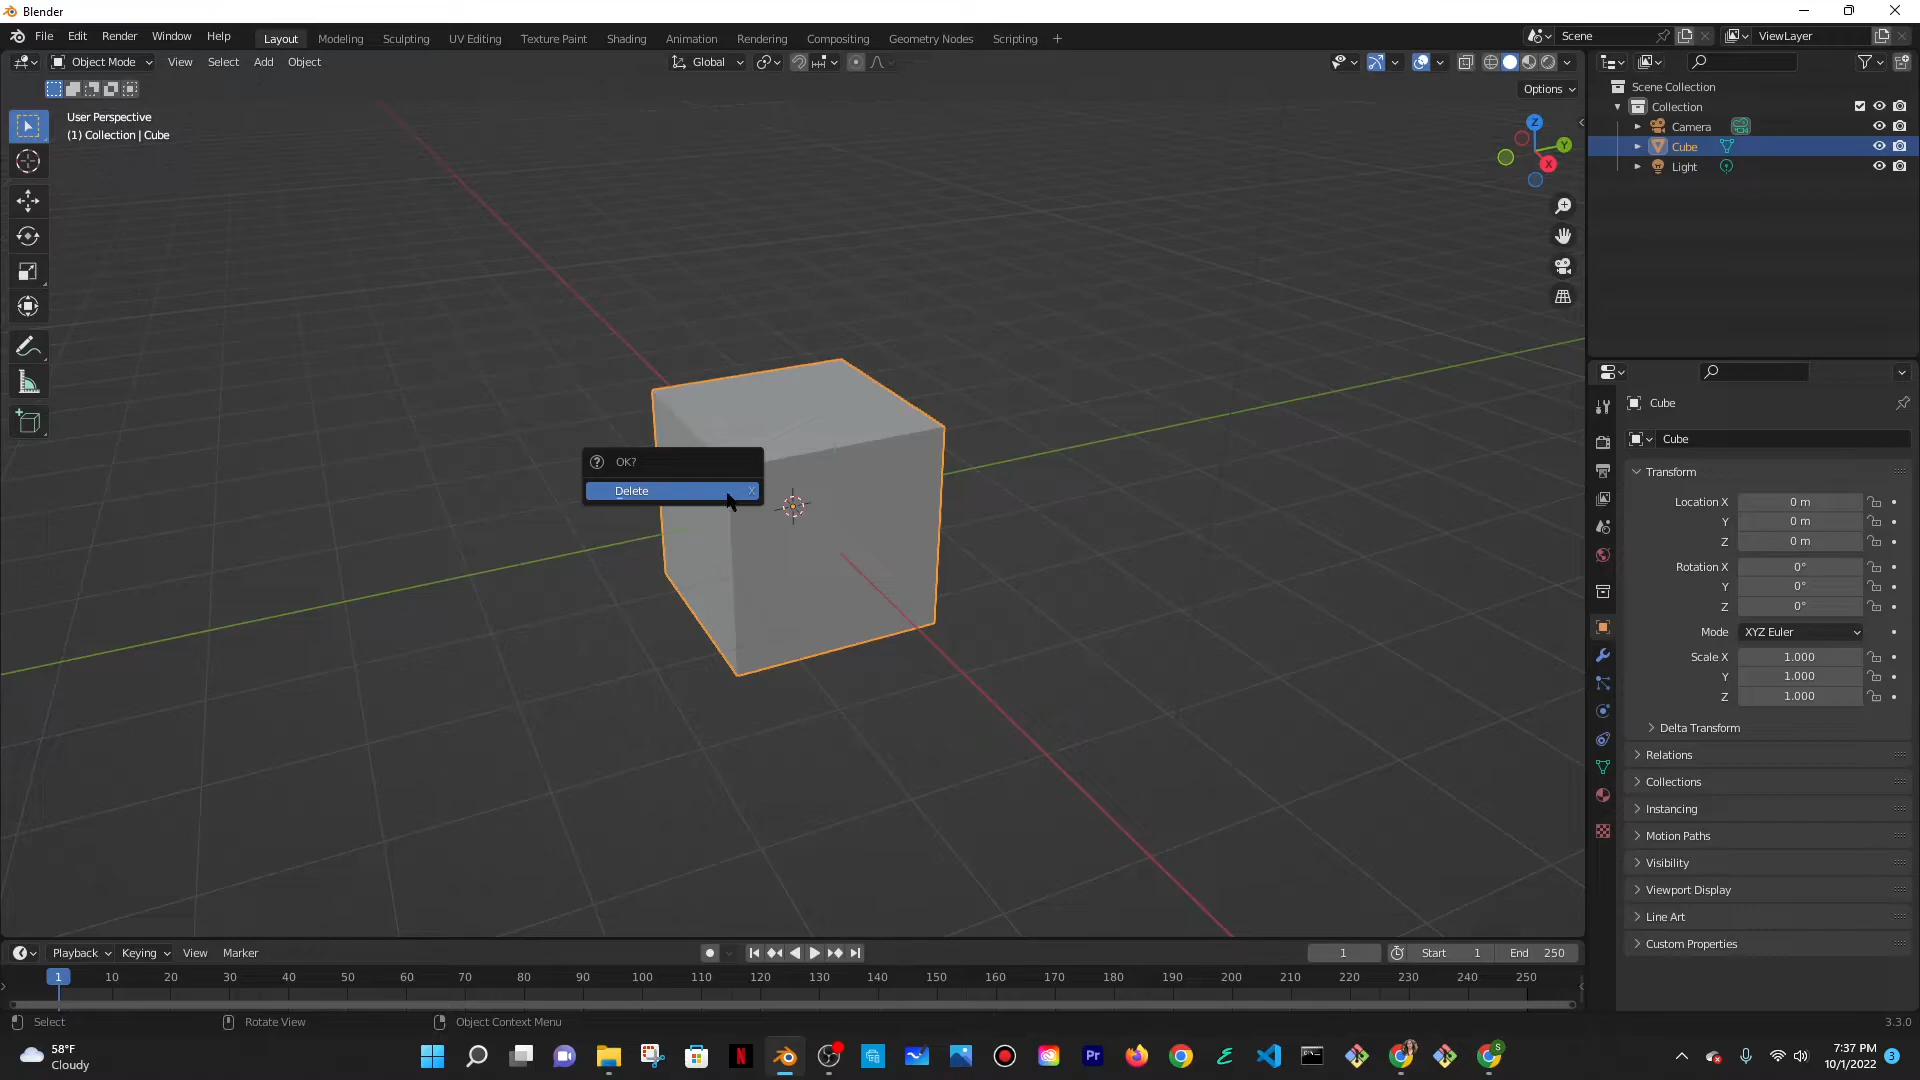 Blender
File Edit Render Window Help Layout Modeling Sculpting UV Editing Texture Paint Shading Animation Rendering Compositing Geometry Nodes Scripting + Scene ViewLayer
Object Mode View Select Add Object Global
Options
User Perspective
(1) Collection | Cube
Z
Y
X
OK?
Delete X
Scene Collection
Collection
Camera
Cube
Light
Cube
Cube
Transform
Location X 0 m
Y 0 m
Z 0 m
Rotation X 0°
Y 0°
Z 0°
Mode XYZ Euler
Scale X 1.000
Y 1.000
Z 1.000
Delta Transform
Relations
Collections
Instancing
Motion Paths
Visibility
Viewport Display
Line Art
Custom Properties
Playback Keying View Marker 1 Start 1 End 250
1 10 20 30 40 50 60 70 80 90 100 110 120 130 140 150 160 170 180 190 200 210 220 230 240 250
Select Rotate View Object Context Menu 3.3.0
58°F
Cloudy
N
Pr
S
7:37 PM
10/1/2022
3